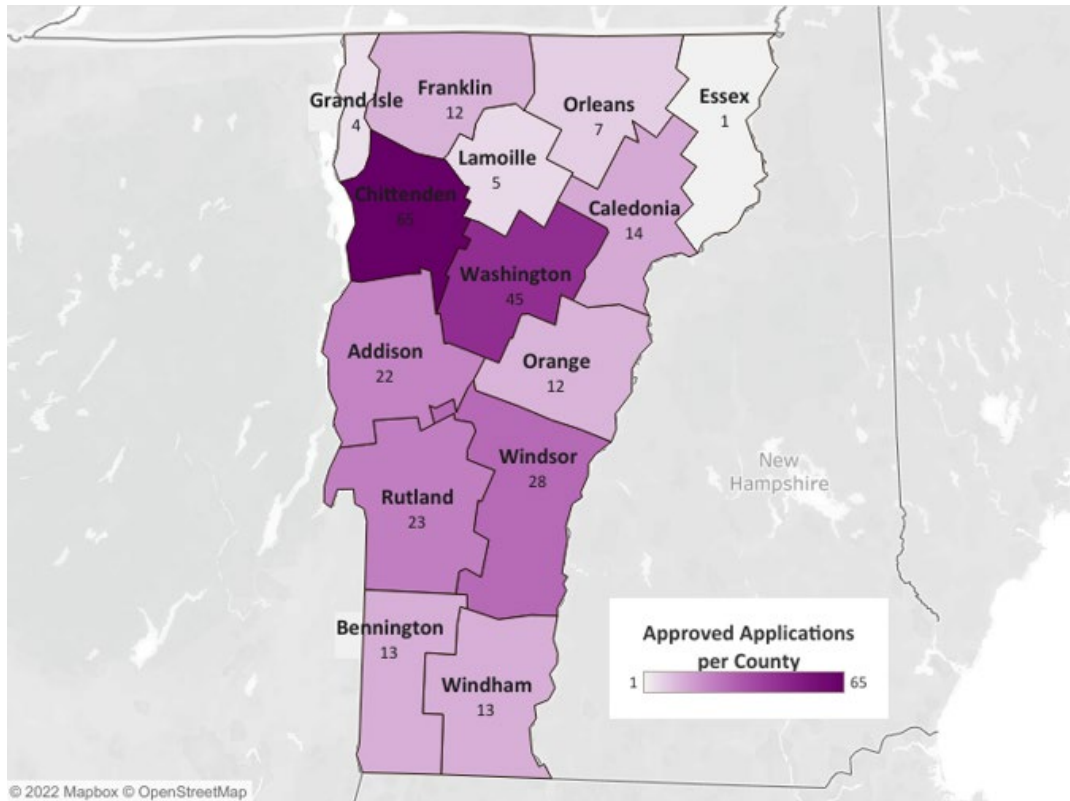 Grand Isle
4
Franklin
12
Orleans
7
Essex
1
Lamoille
5
Chittenden
65
Caledonia
14
Washington
45
Addison
22
Orange
12
Windsor
28
New
Hampshire
Rutland
23
Bennington
13
Windham
13
Approved Applications
per County
1 65
© 2022 Mapbox © OpenStreetMap